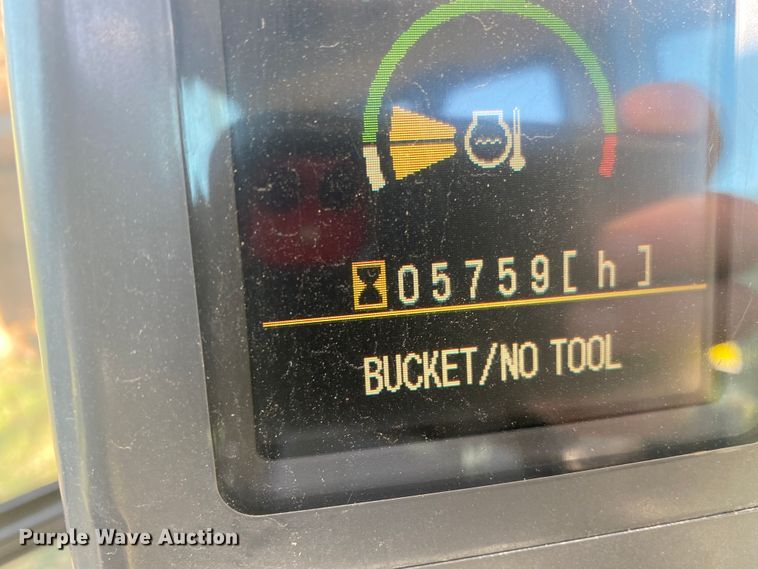 05759[ h ]
BUCKET/NO TOOL
Purple Wave Auction